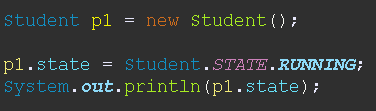 Student p1 = new Student();
p1.state = Student.STATE.RUNNING;
System.out.println(p1.state);